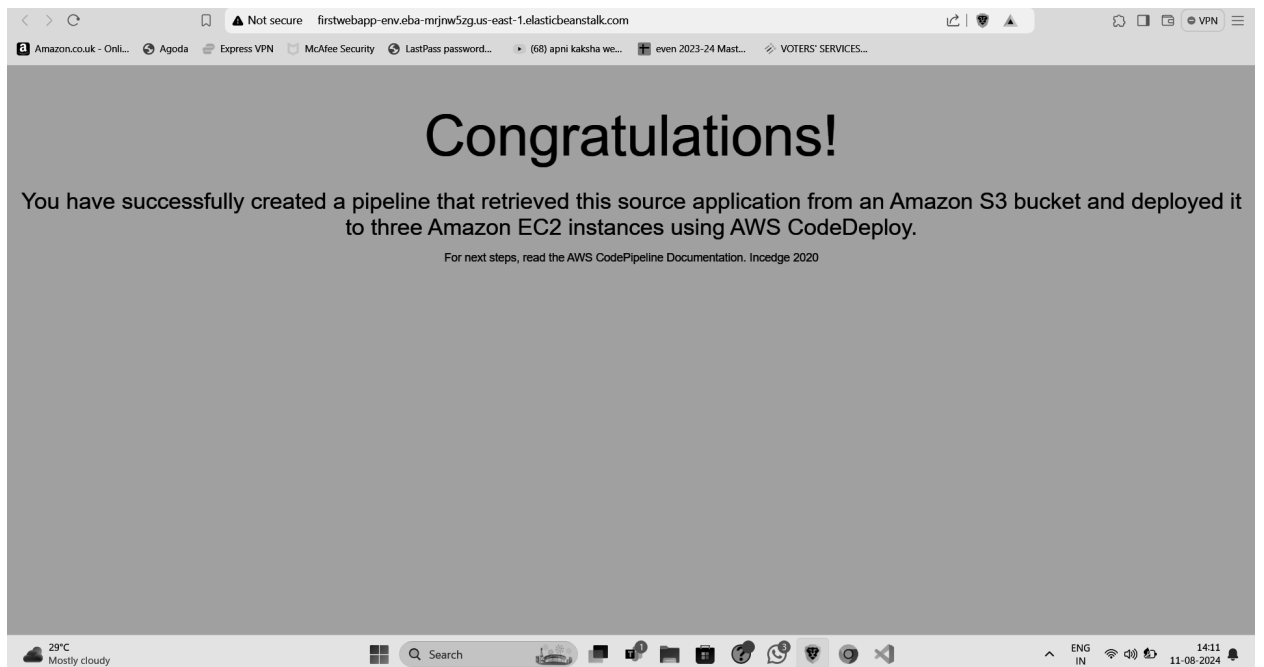 Not secure firstwebapp-env.eba-mrjnw5zg.us-east-1.elasticbeanstalk.com
VPN
Amazon.co.uk - Onli... Agoda Express VPN McAfee Security LastPass password... (68) apni kaksha we... even 2023-24 Mast... VOTERS' SERVICES...
Congratulations!
You have successfully created a pipeline that retrieved this source application from an Amazon S3 bucket and deployed it
to three Amazon EC2 instances using AWS CodeDeploy.
For next steps, read the AWS CodePipeline Documentation. Incedge 2020
29°C
Mostly cloudy
Search
ENG
IN
14:11
11-08-2024